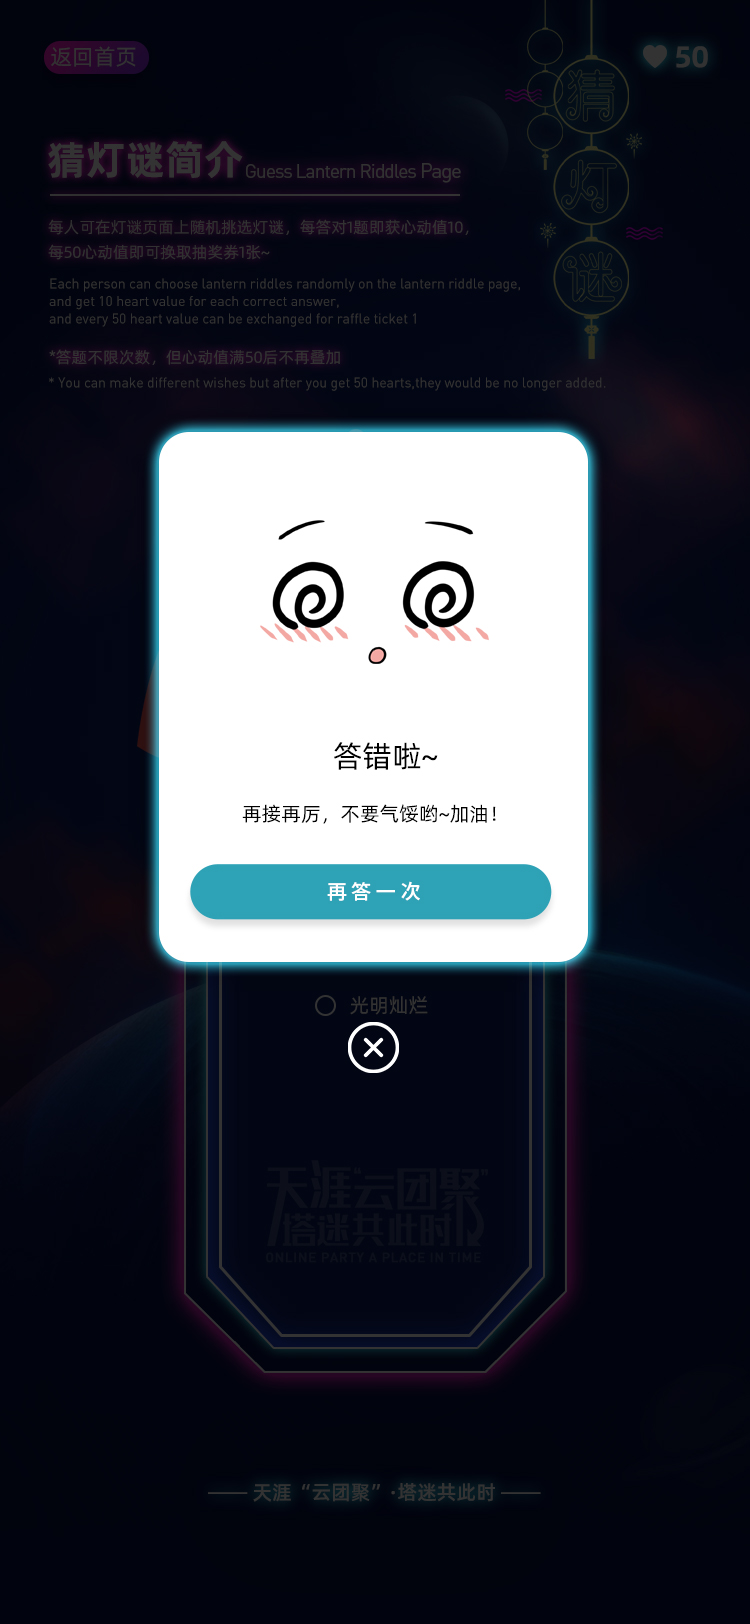 返回首页
50
猜灯谜
猜灯谜简介 Guess Lantern Riddles Page
每人可在灯谜页面上随机挑选灯谜，每答对1题即获心动值10，
每50心动值即可换取抽奖券1张~
Each person can choose lantern riddles randomly on the lantern riddle page,
and get 10 heart value for each correct answer,
and every 50 heart value can be exchanged for raffle ticket 1
*答题不限次数，但心动值满50后不再叠加
* You can make different wishes but after you get 50 hearts,they would be no longer added.
答错啦~
再接再厉，不要气馁哟~加油！
再答一次
光明灿烂
天涯“云团聚”
塔迷共此时
ONLINE PARTY A PLACE IN TIME
天涯“云团聚”·塔迷共此时